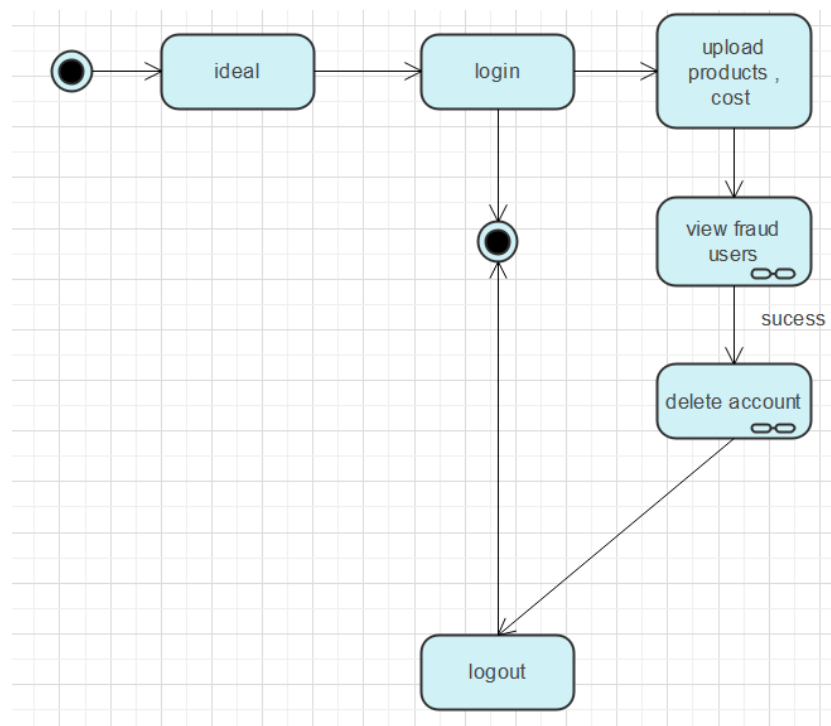 ideal
login
upload
products ,
cost
view fraud
users
sucess
delete account
logout